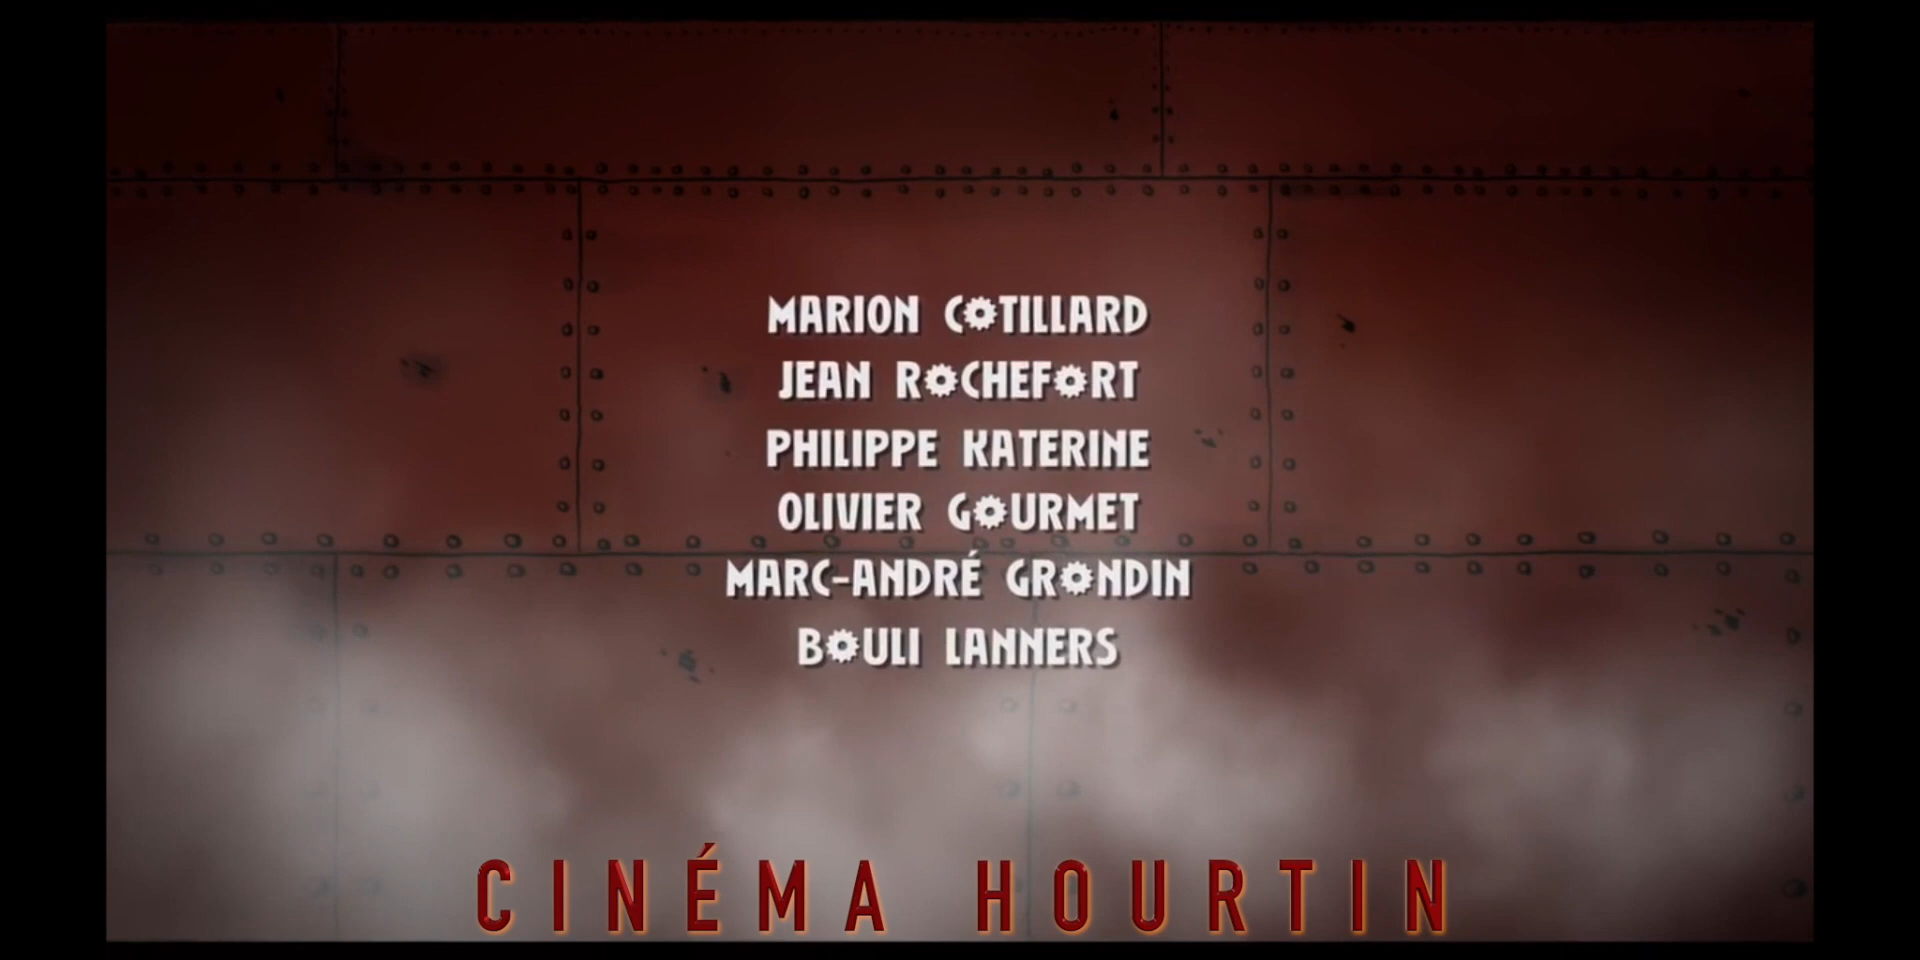 MARION COTILLARD
JEAN ROCHEFORT
PHILIPPE KATERINE
OLIVIER GOURMET
MARC-ANDRÉ GRONDIN
BOULI LANNERS
CINÉMA HOURTIN